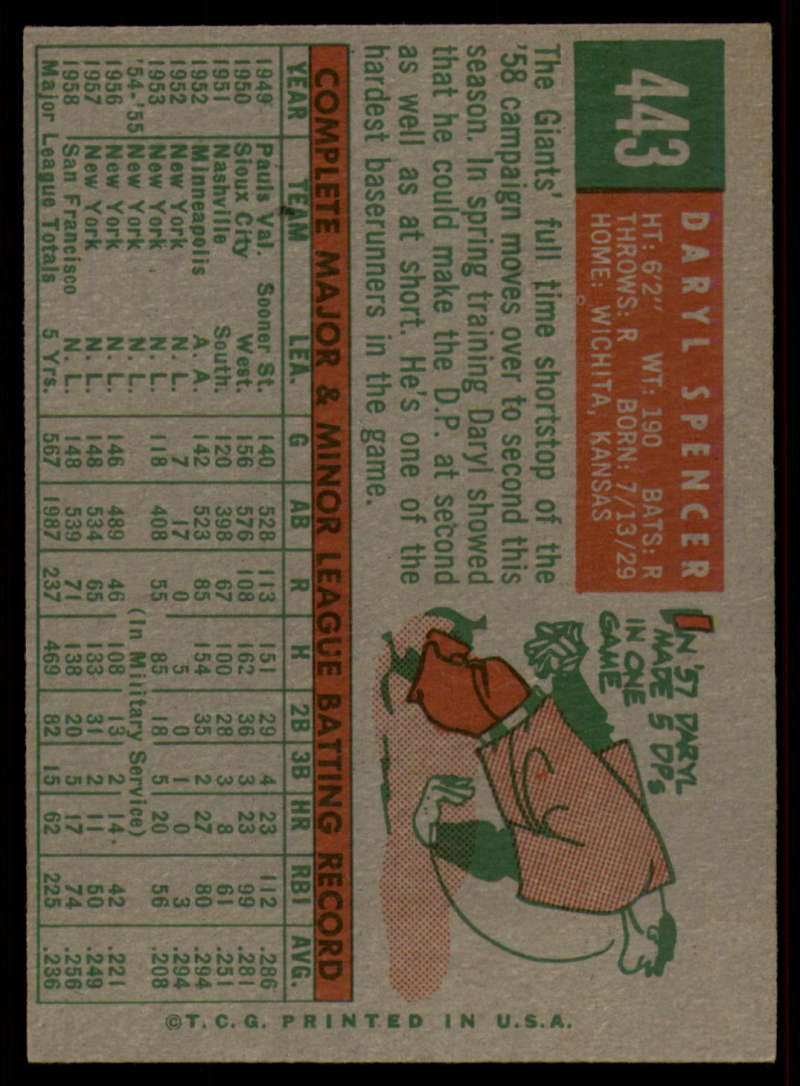 443
DARYL SPENCER
HT: 6'2" WT: 190 BATS: R
THROWS: R BORN: 7/13/29
HOME: WICHITA, KANSAS
The Giants' full time shortstop of the
'58 campaign moves over to second this
season. In spring training Daryl showed
that he could make the D.P. at second
as well as at short. He's one of the
hardest baserunners in the game.
IN '57 DARYL
MADE 5 DPs
IN ONE
GAME
COMPLETE MAJOR & MINOR LEAGUE BATTING RECORD
YEAR TEAM LEA. G AB R H 2B 3B HR RBI AVG.
1949 Pauls Val. Sooner St. 140 528 113 151 29 4 23 112 .286
1950 Sioux City West. 156 576 108 162 36 3 23 99 .281
1951 Nashville South. 120 398 67 100 28 3 8 61 .251
1952 Minneapolis A. A. 142 523 85 154 35 2 27 80 .294
1952 New York N. L. 7 17 0 5 0 1 0 3 .294
1953 New York N. L. 118 408 55 85 18 5 20 56 .208
'54-'55 New York N. L. (In Military Service)
1956 New York N. L. 146 489 46 108 13 2 14 42 .221
1957 New York N. L. 148 534 65 133 31 2 11 50 .249
1958 San Francisco N. L. 148 539 71 138 20 5 17 74 .256
Major League Totals 5 Yrs. 567 1987 237 469 82 15 62 225 .236
©T.C.G. PRINTED IN U.S.A.